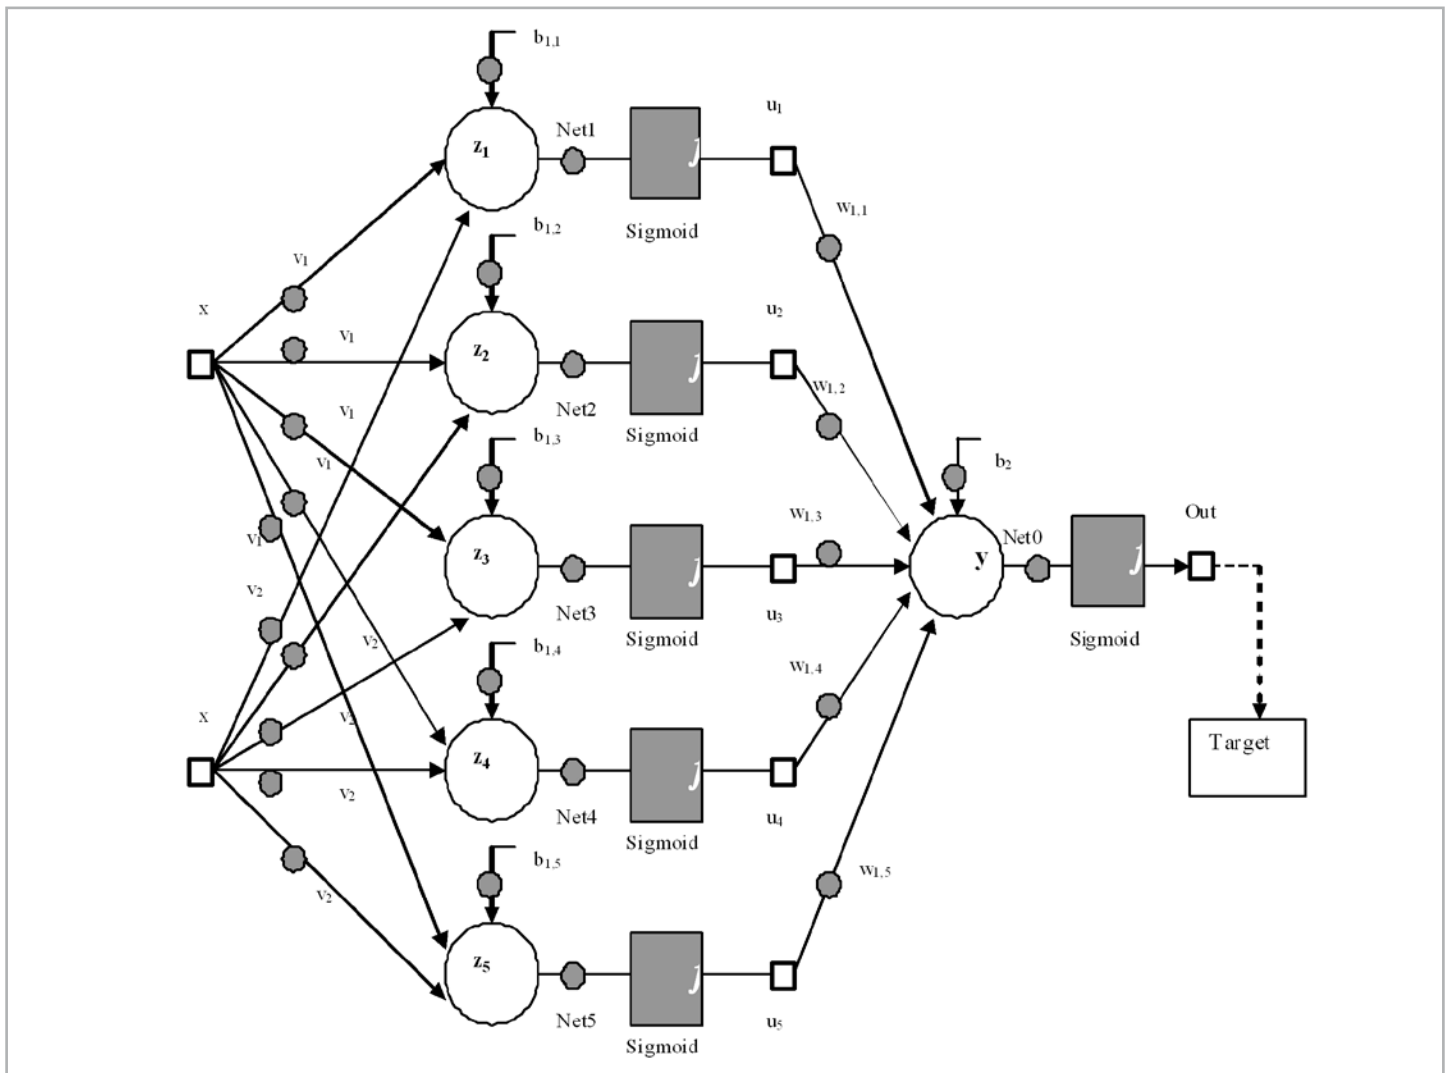 b1,1
z1
Net1
u1
Sigmoid
w1,1
b1,2
v1
x
v1
z2
u2
w1,2
Net2
Sigmoid
v1
b1,3
v1
b2
w1,3
Out
v1
z3
Net0
y
v2
Net3
u3
Sigmoid
Sigmoid
v2
b1,4
w1,4
x
v2
z4
Target
v2
Net4
u4
Sigmoid
b1,5
w1,5
v2
z5
Net5
u5
Sigmoid